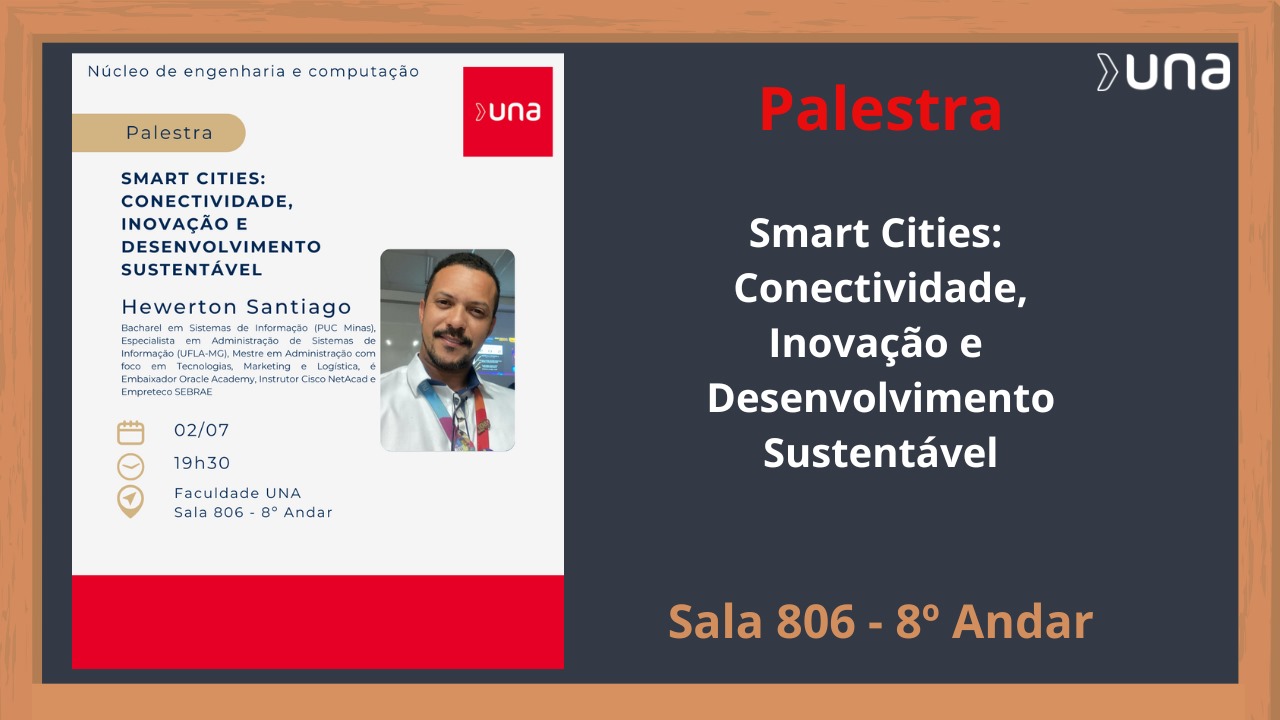 Núcleo de engenharia e computação
una
Palestra
SMART CITIES:
CONECTIVIDADE,
INOVAÇÃO E
DESENVOLVIMENTO
SUSTENTÁVEL
Hewerton Santiago
Bacharel em Sistemas de Informação (PUC Minas),
Especialista em Administração de Sistemas de
Informação (UFLA-MG), Mestre em Administração com
foco em Tecnologias, Marketing e Logística, é
Embaixador Oracle Academy, Instrutor Cisco NetAcad e
Empreteco SEBRAE
02/07
19h30
Faculdade UNA
Sala 806 - 8º Andar
una
Palestra
Smart Cities:
Conectividade,
Inovação e
Desenvolvimento
Sustentável
Sala 806 - 8º Andar